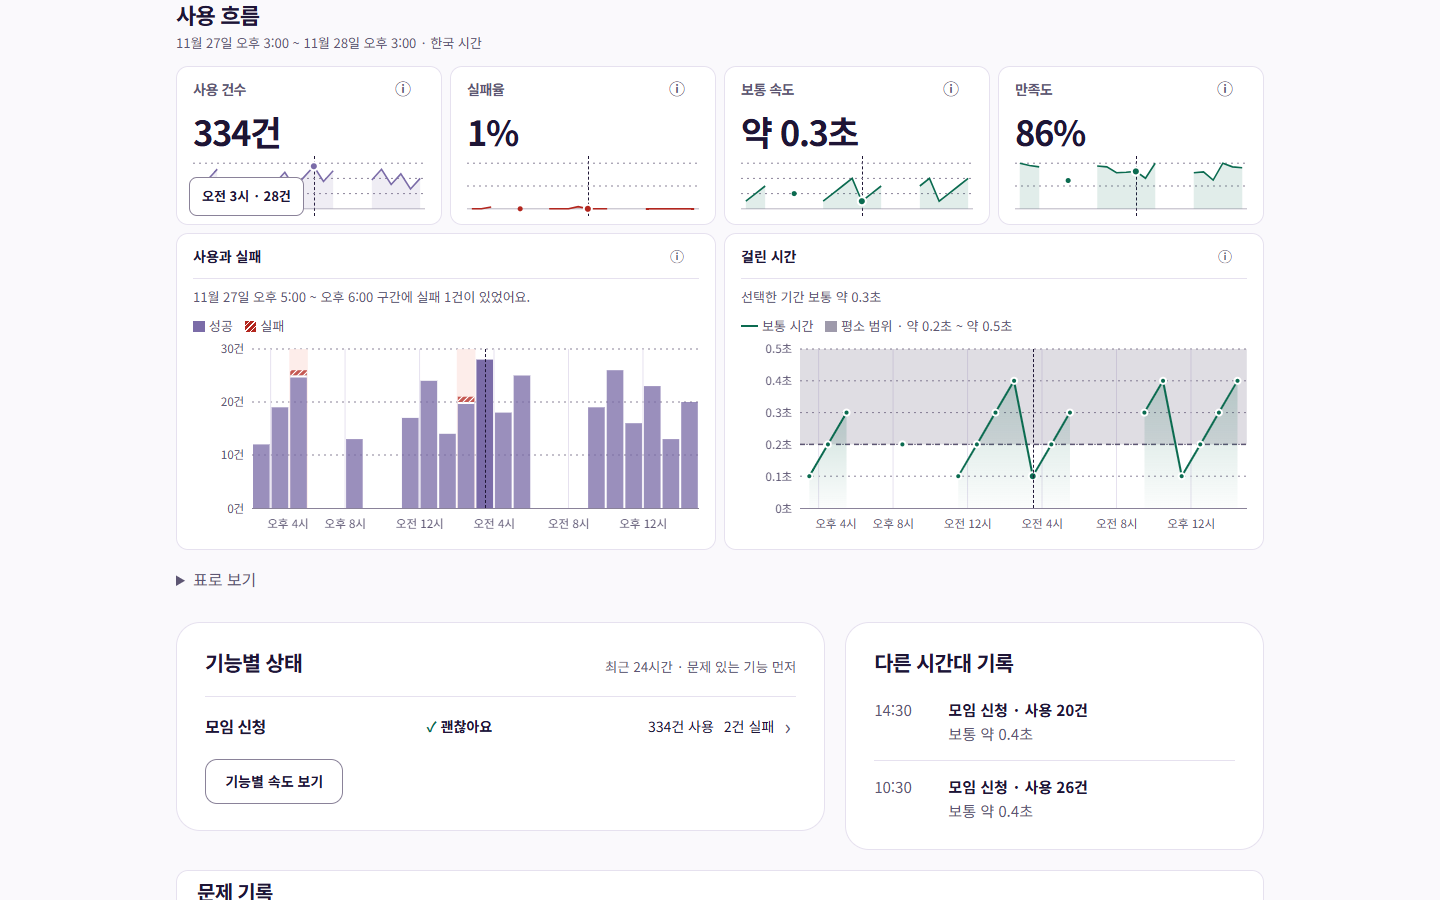 사용 흐름
11월 27일 오후 3:00 ~ 11월 28일 오후 3:00 · 한국 시간
사용 건수
334건
오전 3시 · 28건
실패율
1%
보통 속도
약 0.3초
만족도
86%
사용과 실패
11월 27일 오후 5:00 ~ 오후 6:00 구간에 실패 1건이 있었어요.
성공 실패
30건
20건
10건
0건
오후 4시 오후 8시 오전 12시 오전 4시 오전 8시 오후 12시
걸린 시간
선택한 기간 보통 약 0.3초
보통 시간 평소 범위 · 약 0.2초 ~ 약 0.5초
0.5초
0.4초
0.3초
0.2초
0.1초
0초
오후 4시 오후 8시 오전 12시 오전 4시 오전 8시 오후 12시
▶ 표로 보기
기능별 상태
최근 24시간 · 문제 있는 기능 먼저
모임 신청 ✓ 괜찮아요 334건 사용 2건 실패 ›
기능별 속도 보기
다른 시간대 기록
14:30 모임 신청 · 사용 20건
보통 약 0.4초
10:30 모임 신청 · 사용 26건
보통 약 0.4초
문제 기록